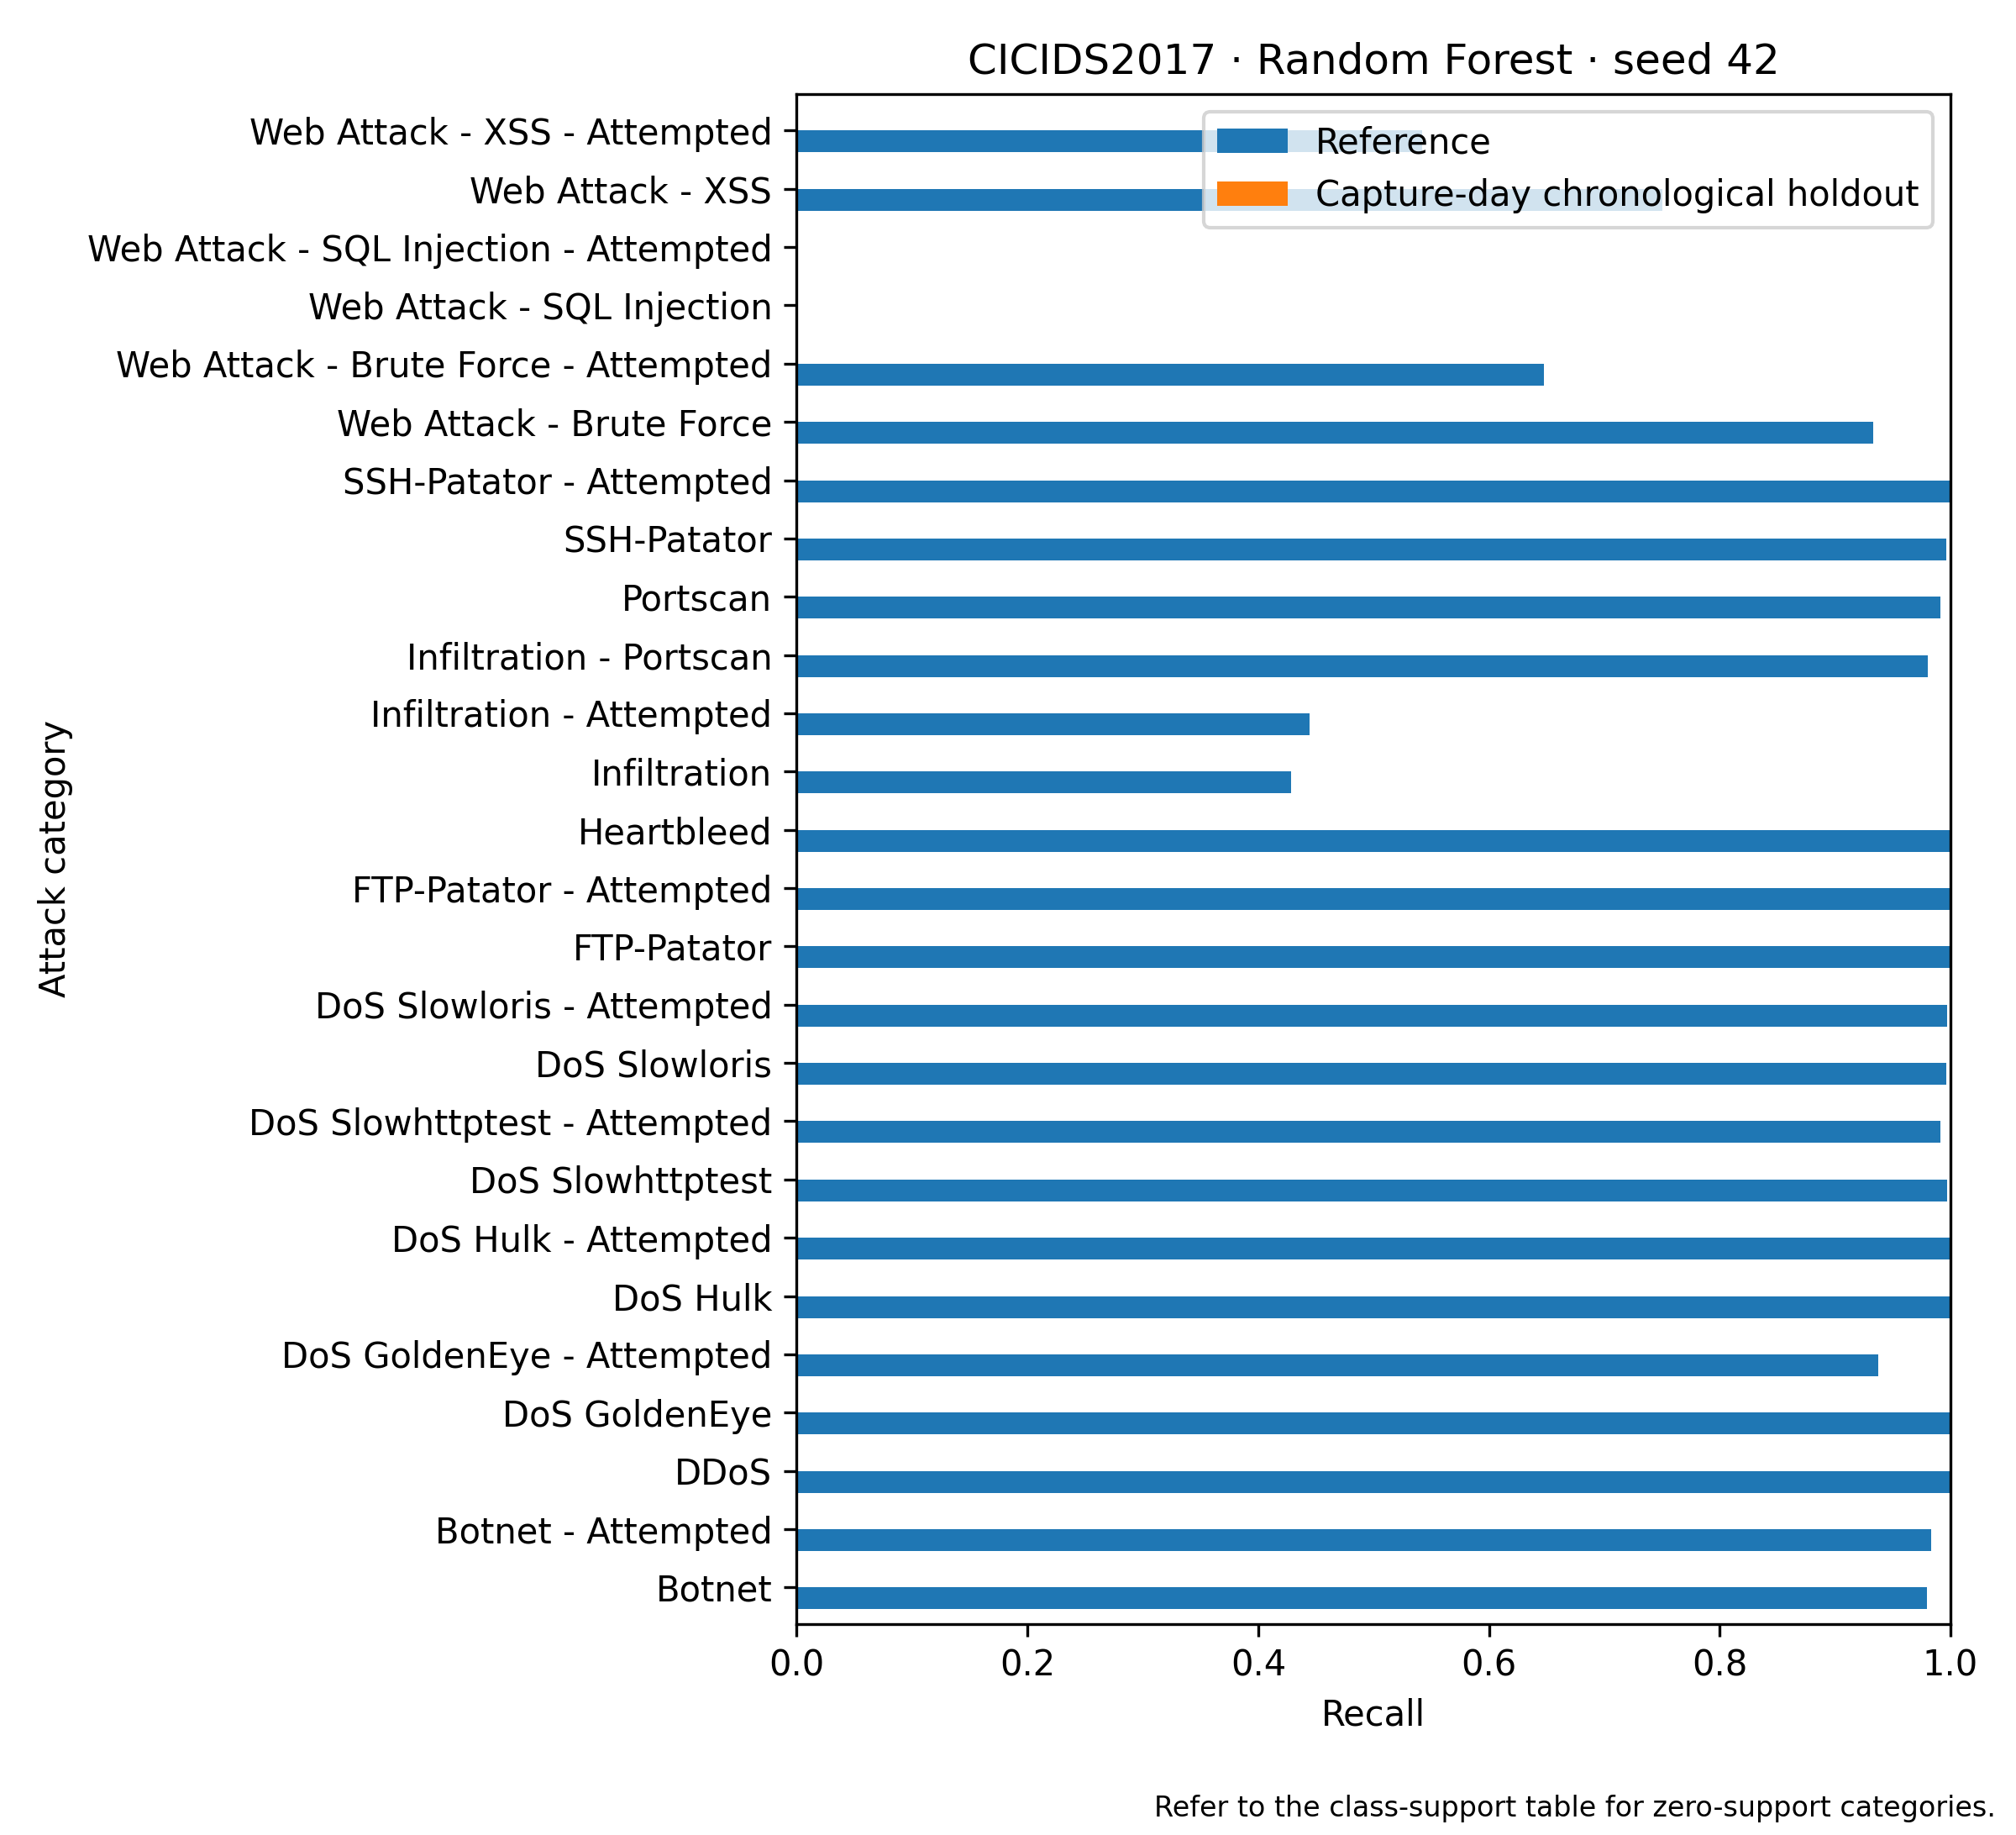 CICIDS2017 · Random Forest · seed 42
Reference
Capture-day chronological holdout
Web Attack - XSS - Attempted
Web Attack - XSS
Web Attack - SQL Injection - Attempted
Web Attack - SQL Injection
Web Attack - Brute Force - Attempted
Web Attack - Brute Force
SSH-Patator - Attempted
SSH-Patator
Portscan
Infiltration - Portscan
Infiltration - Attempted
Infiltration
Heartbleed
FTP-Patator - Attempted
FTP-Patator
DoS Slowloris - Attempted
DoS Slowloris
DoS Slowhttptest - Attempted
DoS Slowhttptest
DoS Hulk - Attempted
DoS Hulk
DoS GoldenEye - Attempted
DoS GoldenEye
DDoS
Botnet - Attempted
Botnet
Attack category
0.0 0.2 0.4 0.6 0.8 1.0
Recall
Refer to the class-support table for zero-support categories.